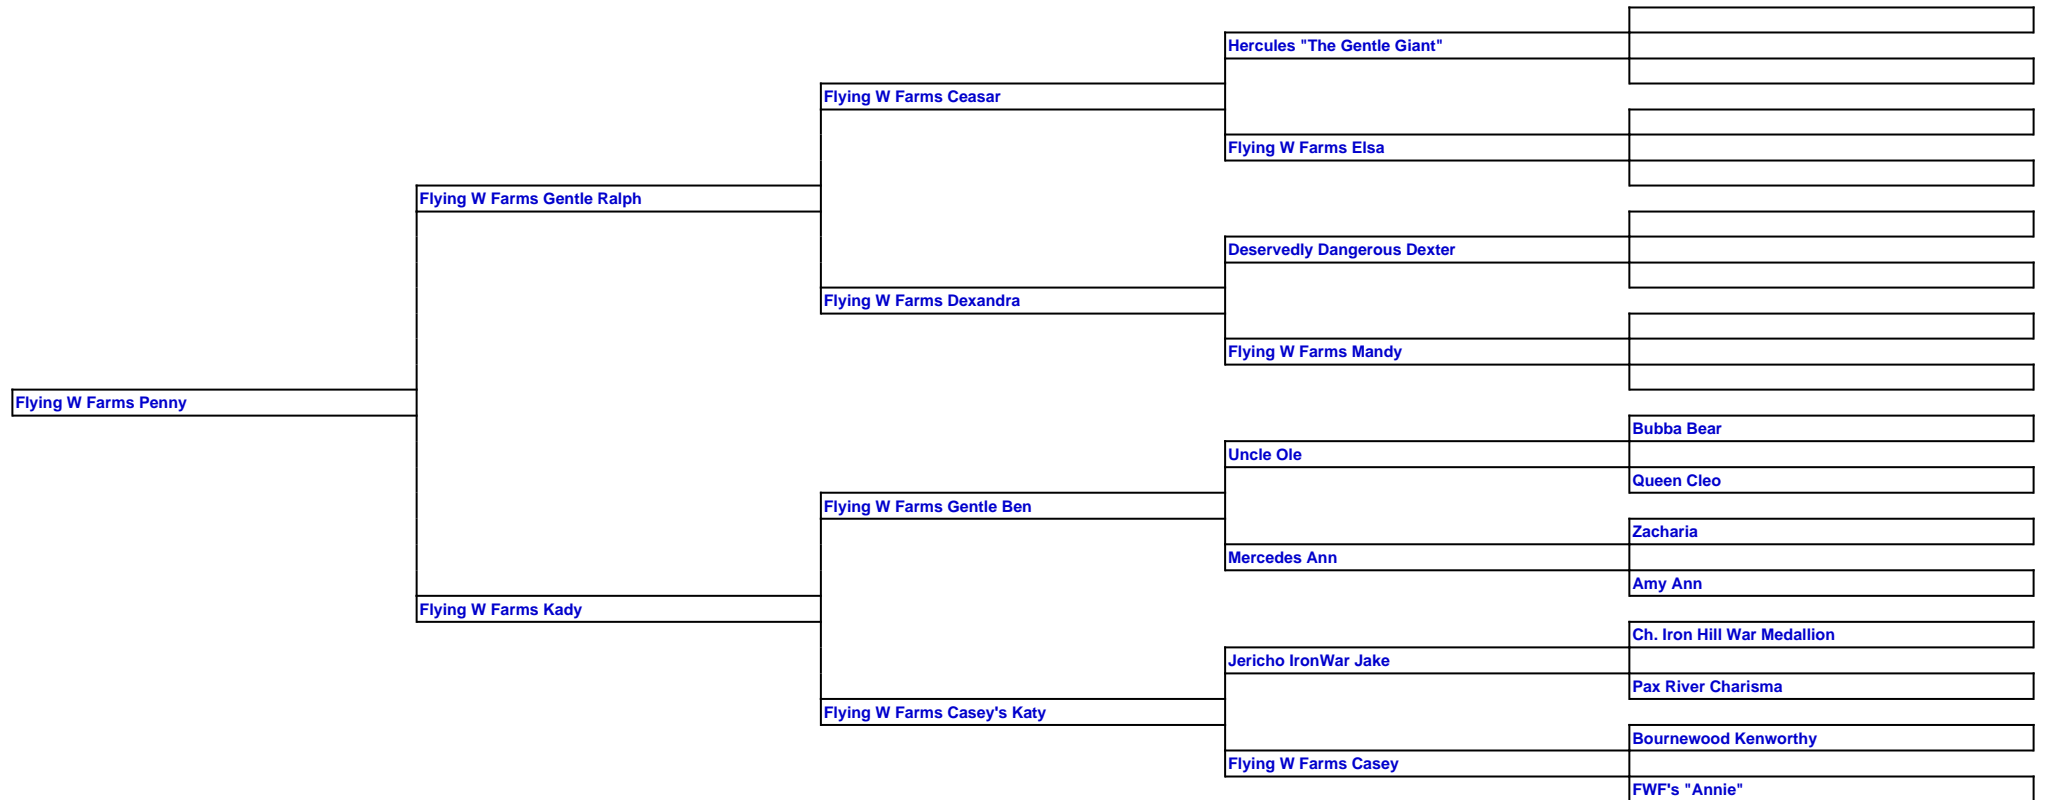 Hercules "The Gentle Giant"
Flying W Farms Ceasar
Flying W Farms Elsa
Flying W Farms Gentle Ralph
Deservedly Dangerous Dexter
Flying W Farms Dexandra
Flying W Farms Mandy
Flying W Farms Penny
Bubba Bear
Uncle Ole
Queen Cleo
Flying W Farms Gentle Ben
Zacharia
Mercedes Ann
Amy Ann
Flying W Farms Kady
Ch. Iron Hill War Medallion
Jericho IronWar Jake
Pax River Charisma
Flying W Farms Casey's Katy
Bournewood Kenworthy
Flying W Farms Casey
FWF's "Annie"